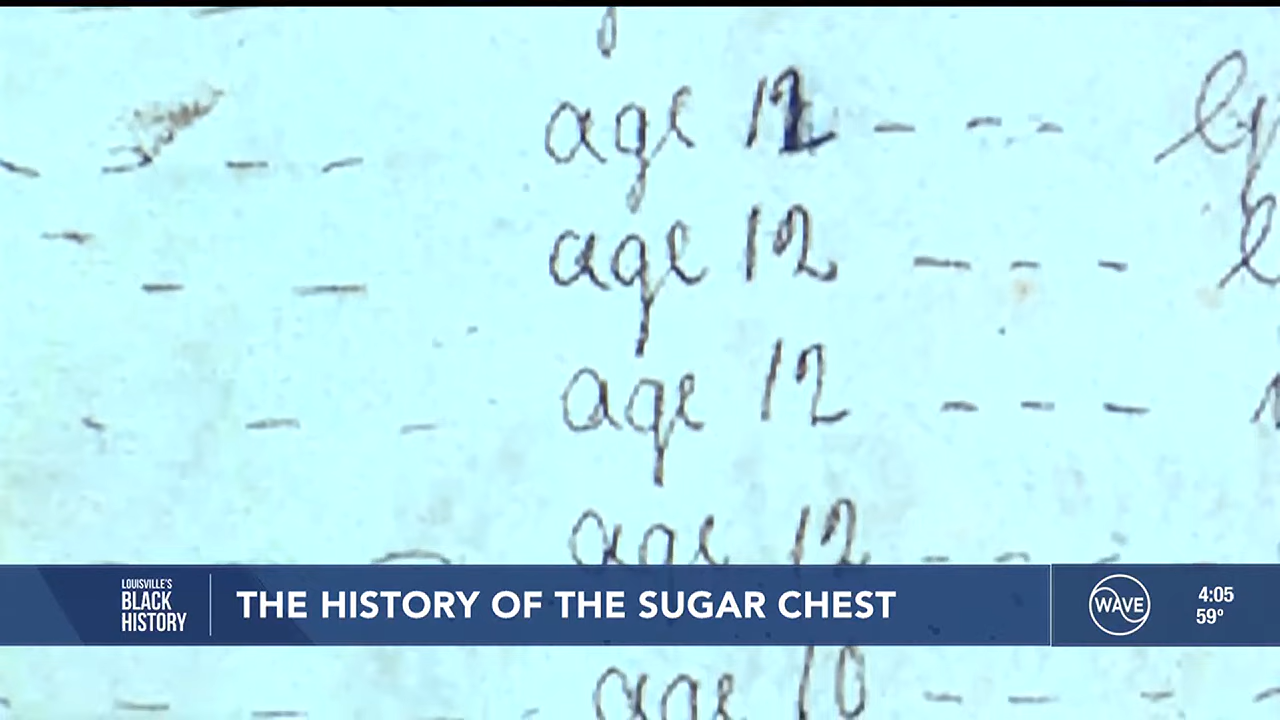 age 12 - - -
age 12 - - -
age 12 - - -
age 12 - - -
LOUISVILLE'S
BLACK
HISTORY
THE HISTORY OF THE SUGAR CHEST
WAVE
4:05
59°
age 10 - - - -